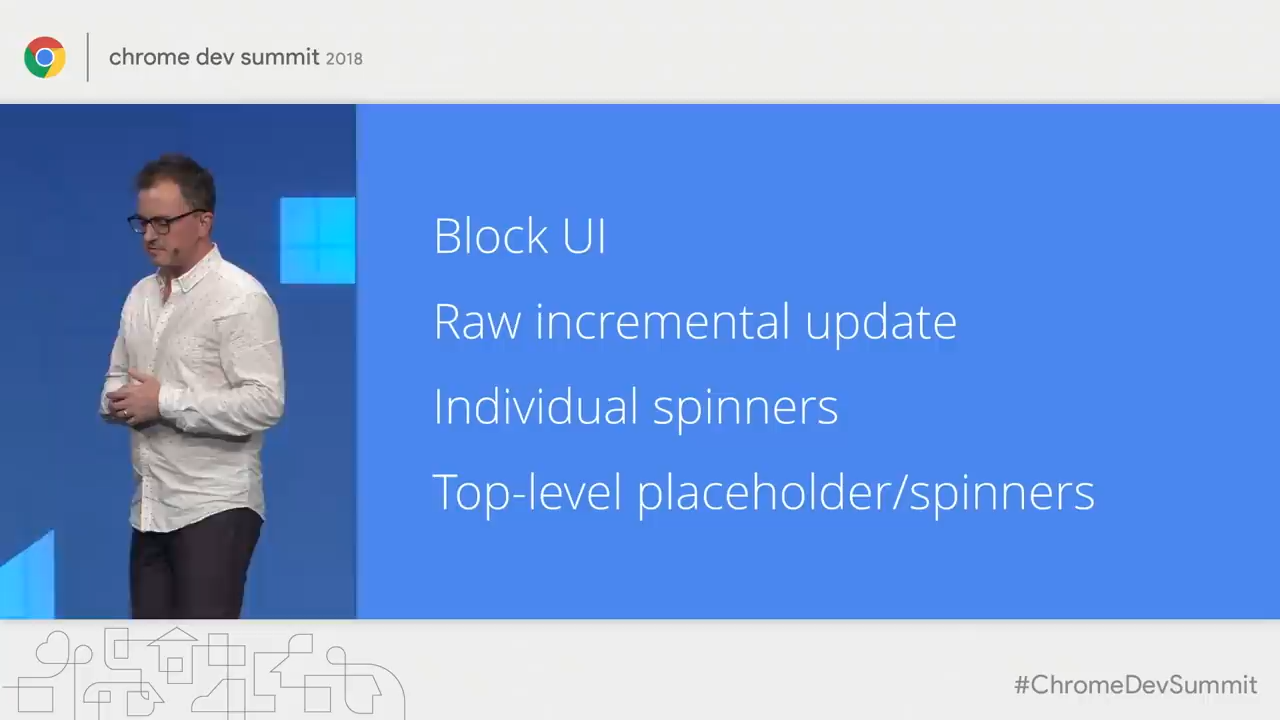 chrome dev summit 2018
Block UI
Raw incremental update
Individual spinners
Top-level placeholder/spinners
#ChromeDevSummit